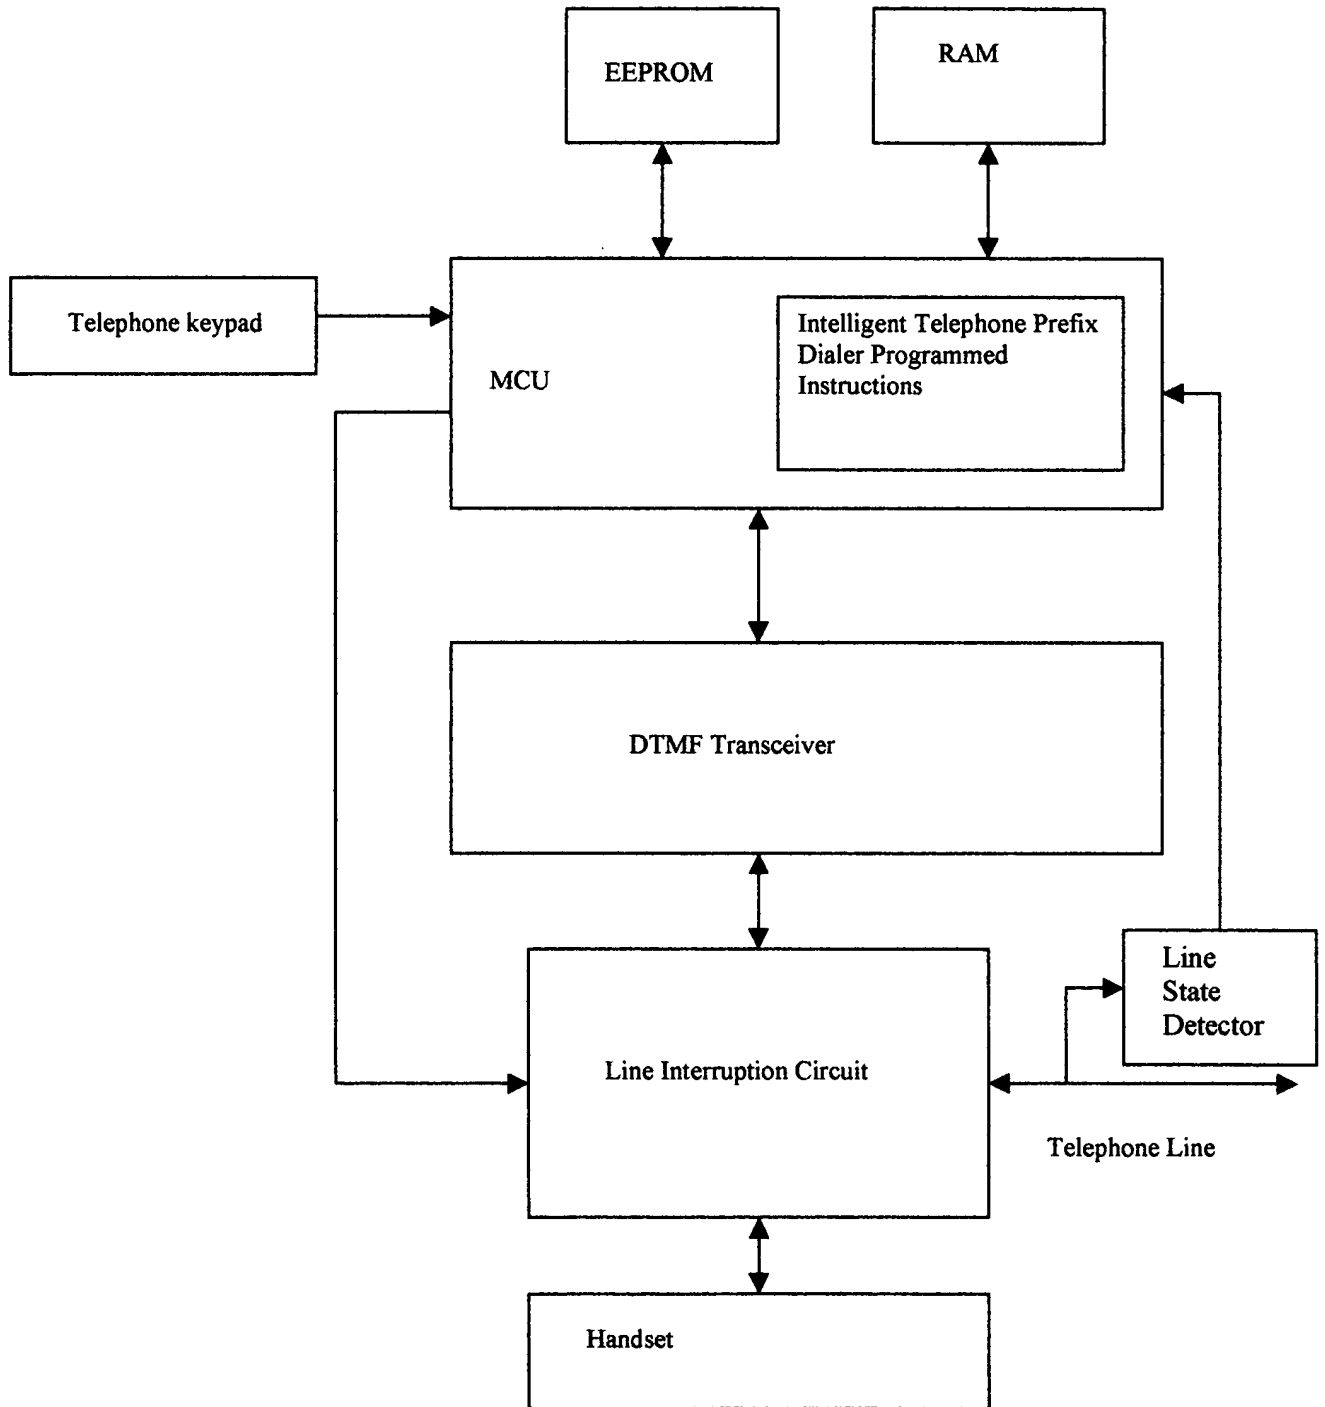 EEPROM
RAM
Telephone keypad
MCU
Intelligent Telephone Prefix
Dialer Programmed
Instructions
DTMF Transceiver
Line
State
Detector
Line Interruption Circuit
Telephone Line
Handset